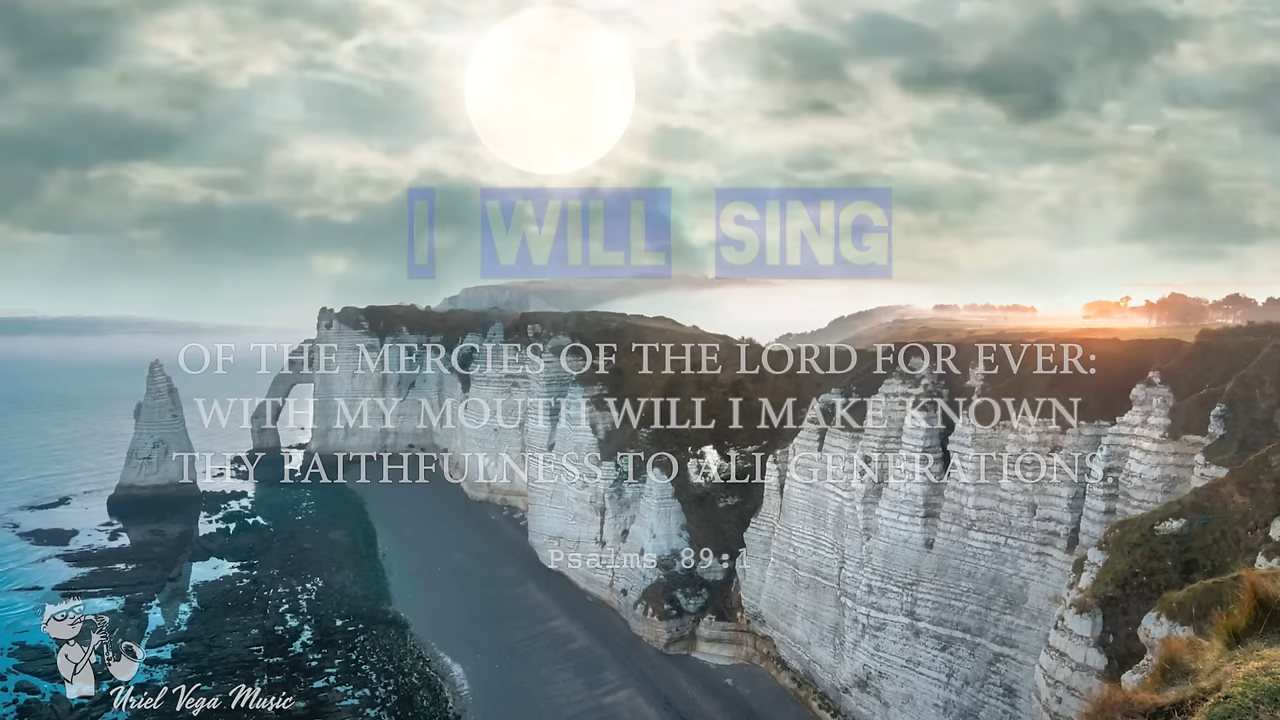 I WILL SING
OF THE MERCIES OF THE LORD FOR EVER:
WITH MY MOUTH WILL I MAKE KNOWN
THY FAITHFULNESS TO ALL GENERATIONS.
Psalms 89:1
Uriel Vega Music